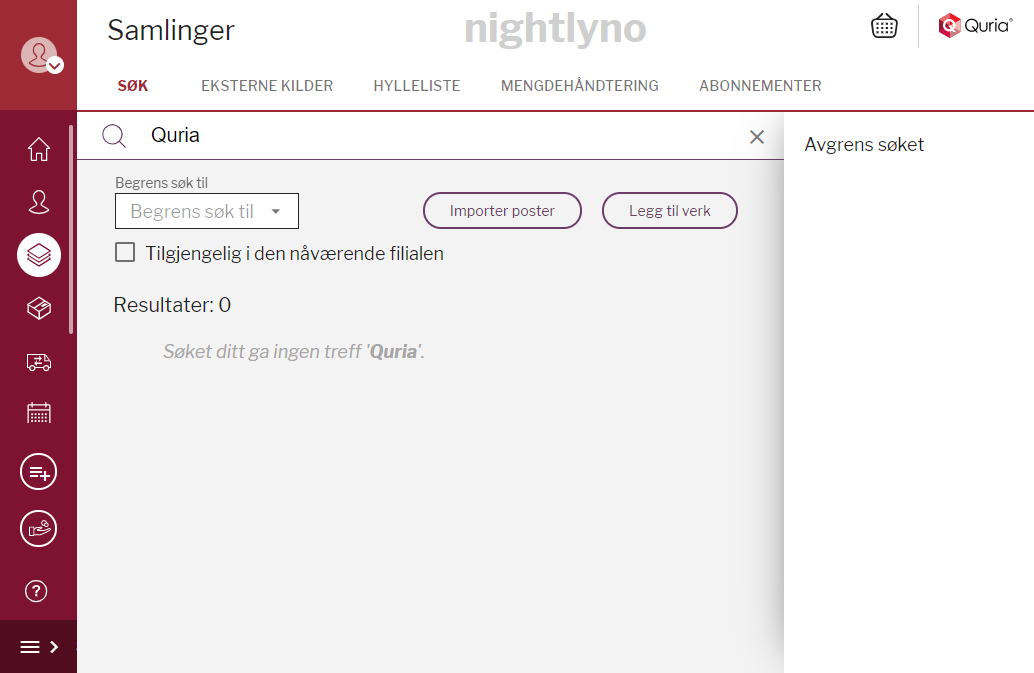 Samlinger
nightlyno
Quria®
SØK
EKSTERNE KILDER
HYLLELISTE
MENGDEHÅNDTERING
ABONNEMENTER
Quria
Avgrens søket
Begrens søk til
Begrens søk til
Importer poster
Legg til verk
Tilgjengelig i den nåværende filialen
Resultater: 0
Søket ditt ga ingen treff 'Quria'.